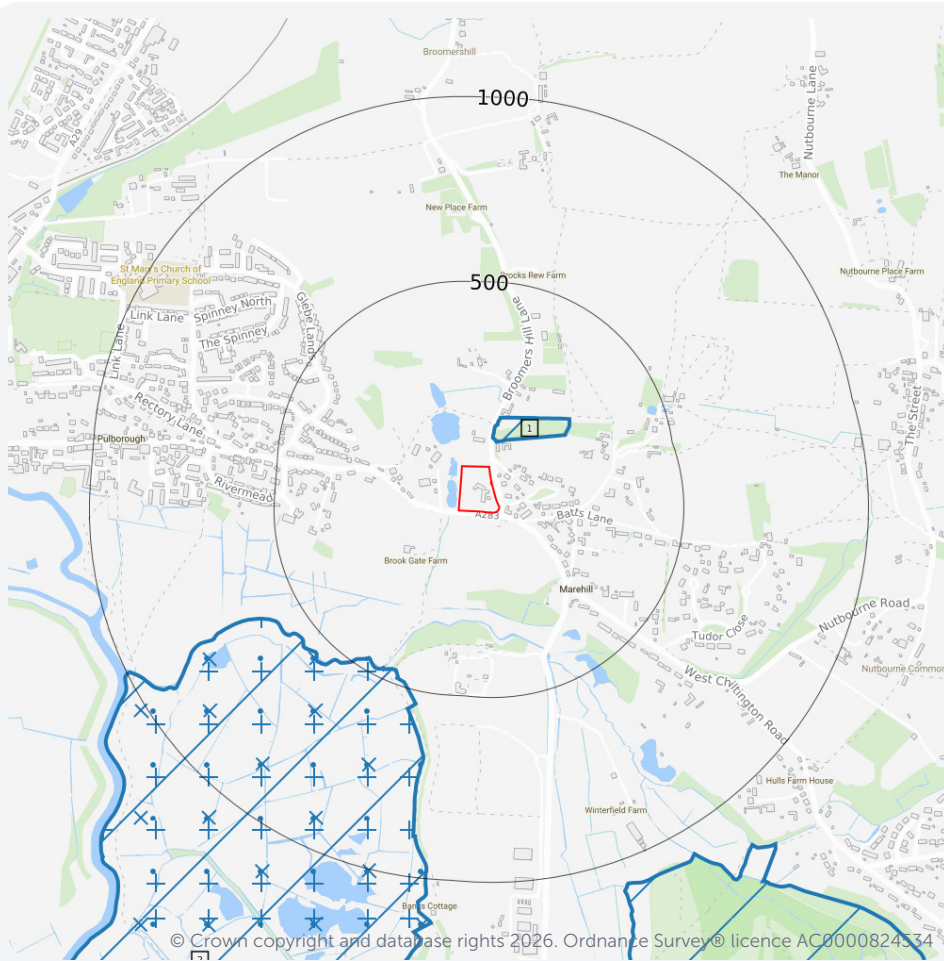 Broomershill
1000
A29
Nutbourne Lane
The Manor
New Place Farm
St Mary's Church of
England Primary School
Brocks Rew Farm
Nutbourne Place Farm
500
Link Lane
Spinney North
Glebe Lands
The Spinney
Link Lane
Broomers Hill Lane
Rectory Lane
The Street
1
Pulborough
Rivermead
A283
Batts Lane
Brook Gate Farm
Marehill
Nutbourne Road
Tudor Close
Nutbourne Common
West Chiltington Road
Hulls Farm House
Winterfield Farm
Banks Cottage
© Crown copyright and database rights 2026. Ordnance Survey® licence AC0000824534